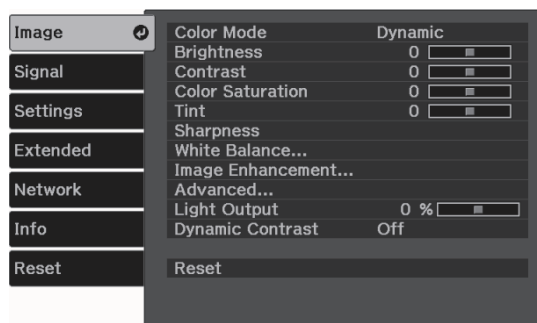 Image
Signal
Settings
Extended
Network
Info
Reset
Color Mode Dynamic
Brightness 0
Contrast 0
Color Saturation 0
Tint 0
Sharpness
White Balance...
Image Enhancement...
Advanced...
Light Output 0 %
Dynamic Contrast Off
Reset